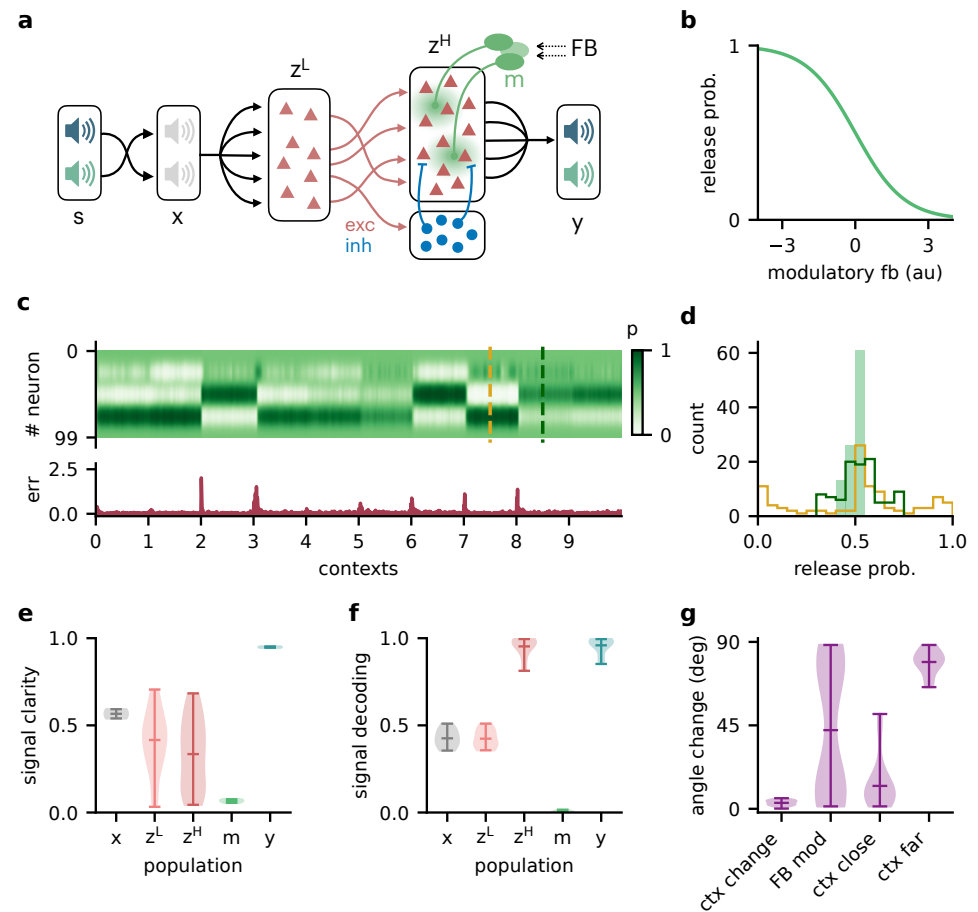 a
z^H
FB
m
z^L
s
x
exc
inh
y
b
1
0
release prob.
−3
0
3
modulatory fb (au)
c
0
99
# neuron
p
1
0
2.5
0.0
err
0 1 2 3 4 5 6 7 8 9
contexts
d
60
40
20
0
count
0.0 0.5 1.0
release prob.
e
1.0
0.5
0.0
signal clarity
x z^L z^H m y
population
f
1.0
0.5
0.0
signal decoding
x z^L z^H m y
population
g
90
45
0
angle change (deg)
ctx change
FB mod
ctx close
ctx far